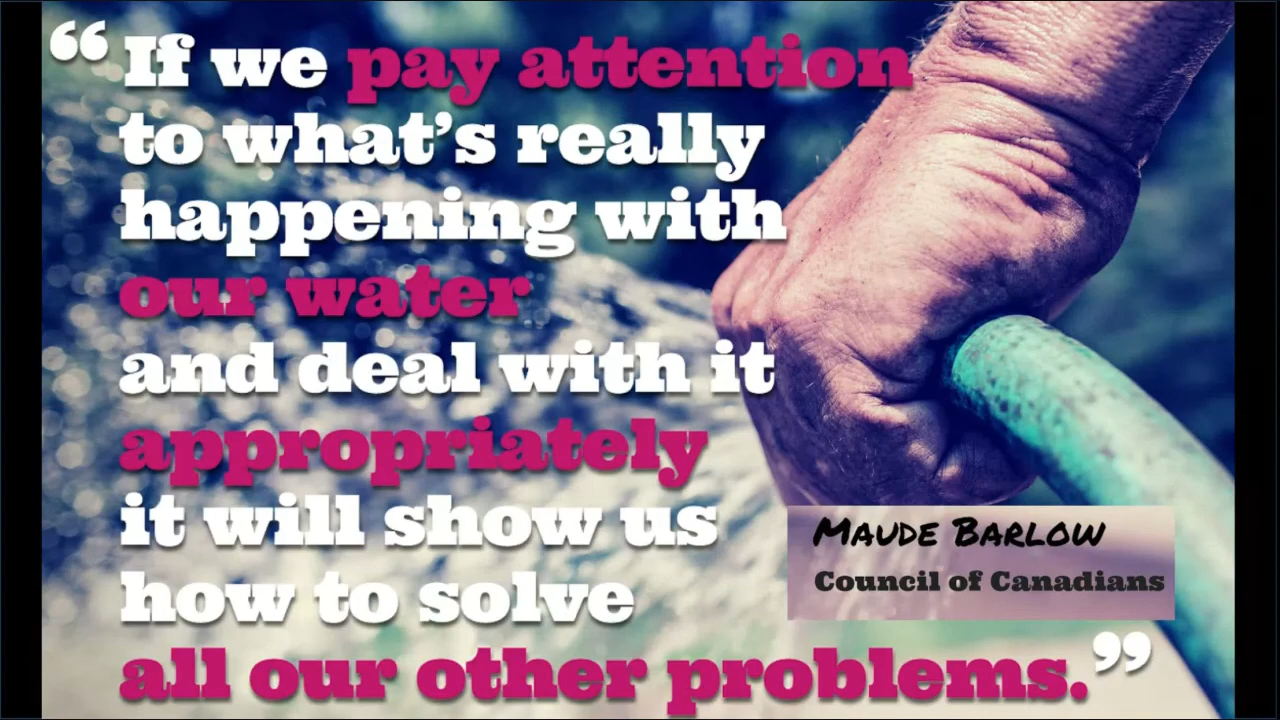 “If we pay attention
to what’s really
happening with
our water
and deal with it
appropriately
it will show us
how to solve
all our other problems.”
Maude Barlow
Council of Canadians